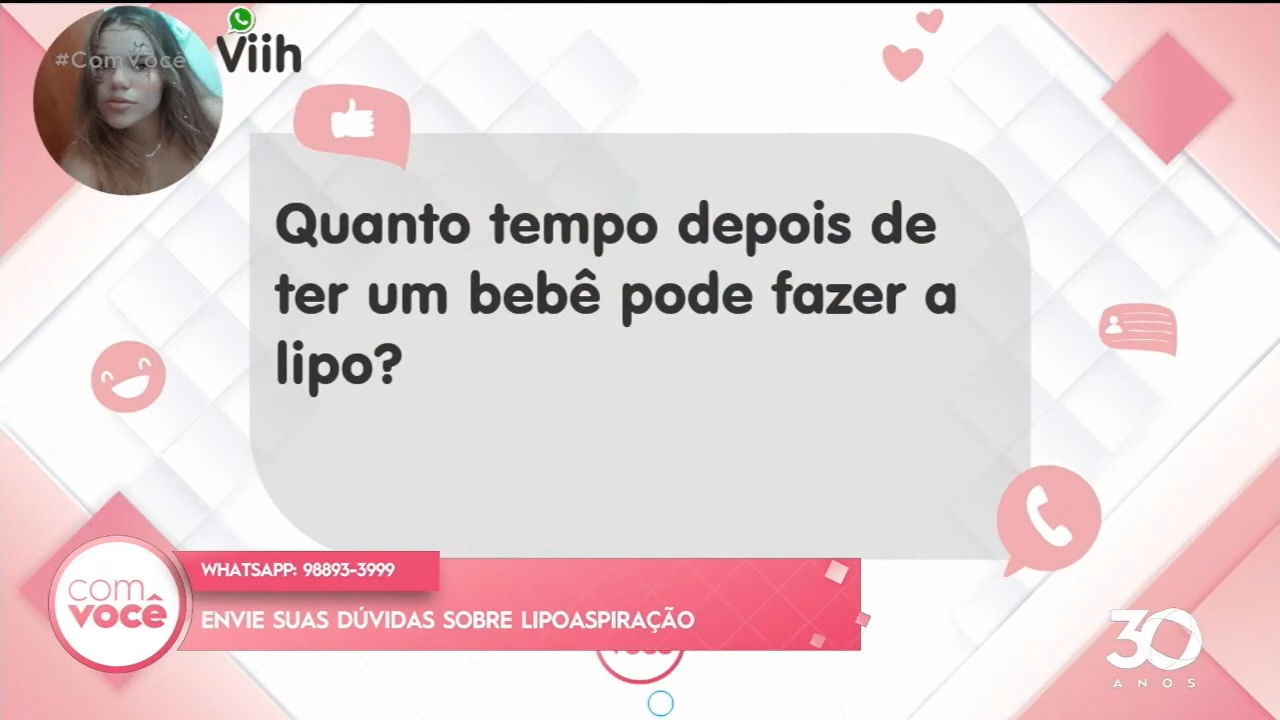 #ComVocê
Viih
Quanto tempo depois de
ter um bebê pode fazer a
lipo?
WHATSAPP: 98893-3999
com
você
ENVIE SUAS DÚVIDAS SOBRE LIPOASPIRAÇÃO
30
ANOS